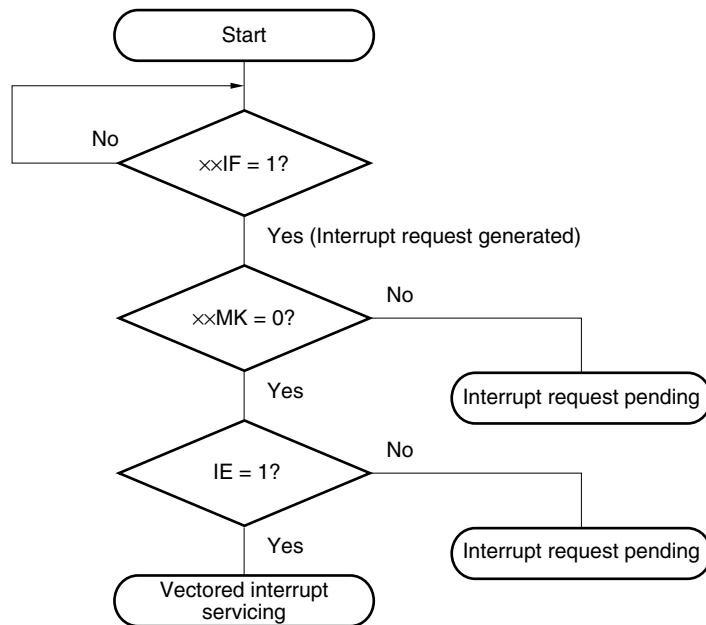 Start
No
××IF = 1?
Yes (Interrupt request generated)
No
××MK = 0?
Yes
Interrupt request pending
No
IE = 1?
Yes
Interrupt request pending
Vectored interrupt
servicing